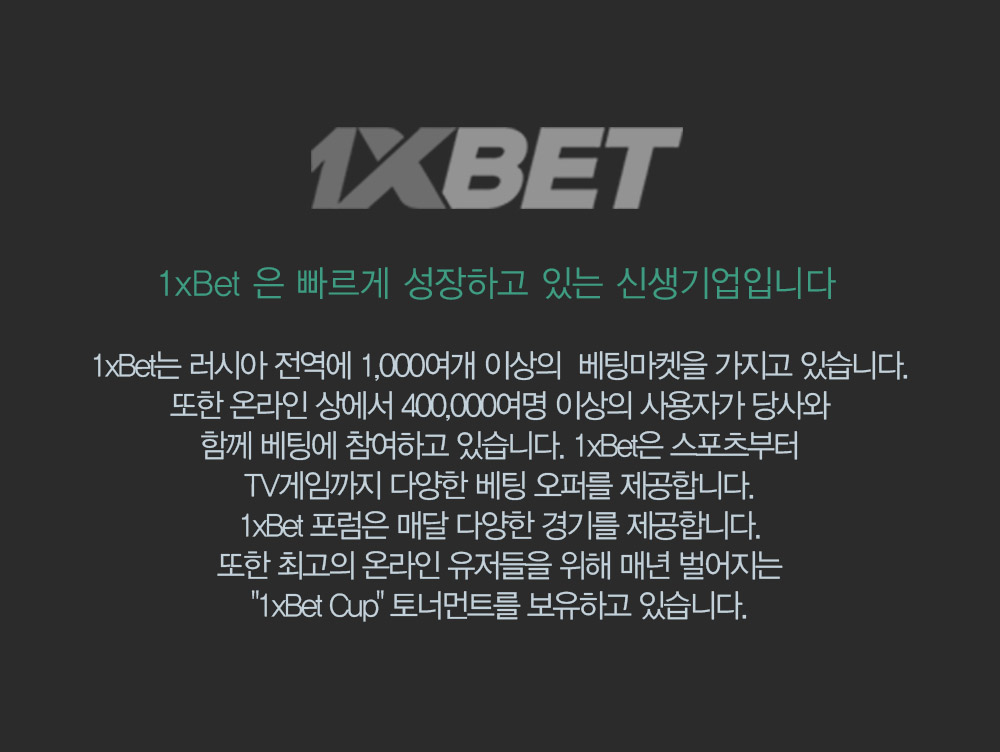 1XBET
1xBet 은 빠르게 성장하고 있는 신생기업입니다
1xBet는 러시아 전역에 1,000여개 이상의 베팅마켓을 가지고 있습니다.
또한 온라인 상에서 400,000여명 이상의 사용자가 당사와
함께 베팅에 참여하고 있습니다. 1xBet은 스포츠부터
TV게임까지 다양한 베팅 오퍼를 제공합니다.
1xBet 포럼은 매달 다양한 경기를 제공합니다.
또한 최고의 온라인 유저들을 위해 매년 벌어지는
"1xBet Cup" 토너먼트를 보유하고 있습니다.